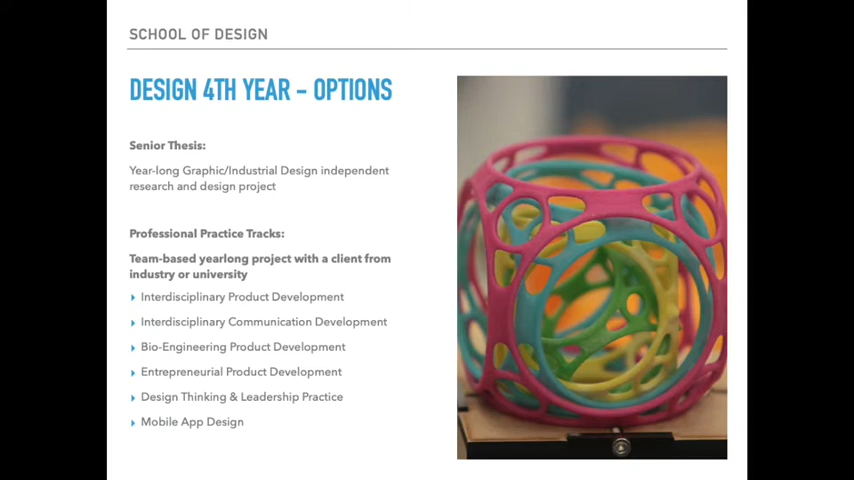 SCHOOL OF DESIGN
DESIGN 4TH YEAR - OPTIONS
Senior Thesis:
Year-long Graphic/Industrial Design independent
research and design project
Professional Practice Tracks:
Team-based yearlong project with a client from
industry or university
Interdisciplinary Product Development
Interdisciplinary Communication Development
Bio-Engineering Product Development
Entrepreneurial Product Development
Design Thinking & Leadership Practice
Mobile App Design